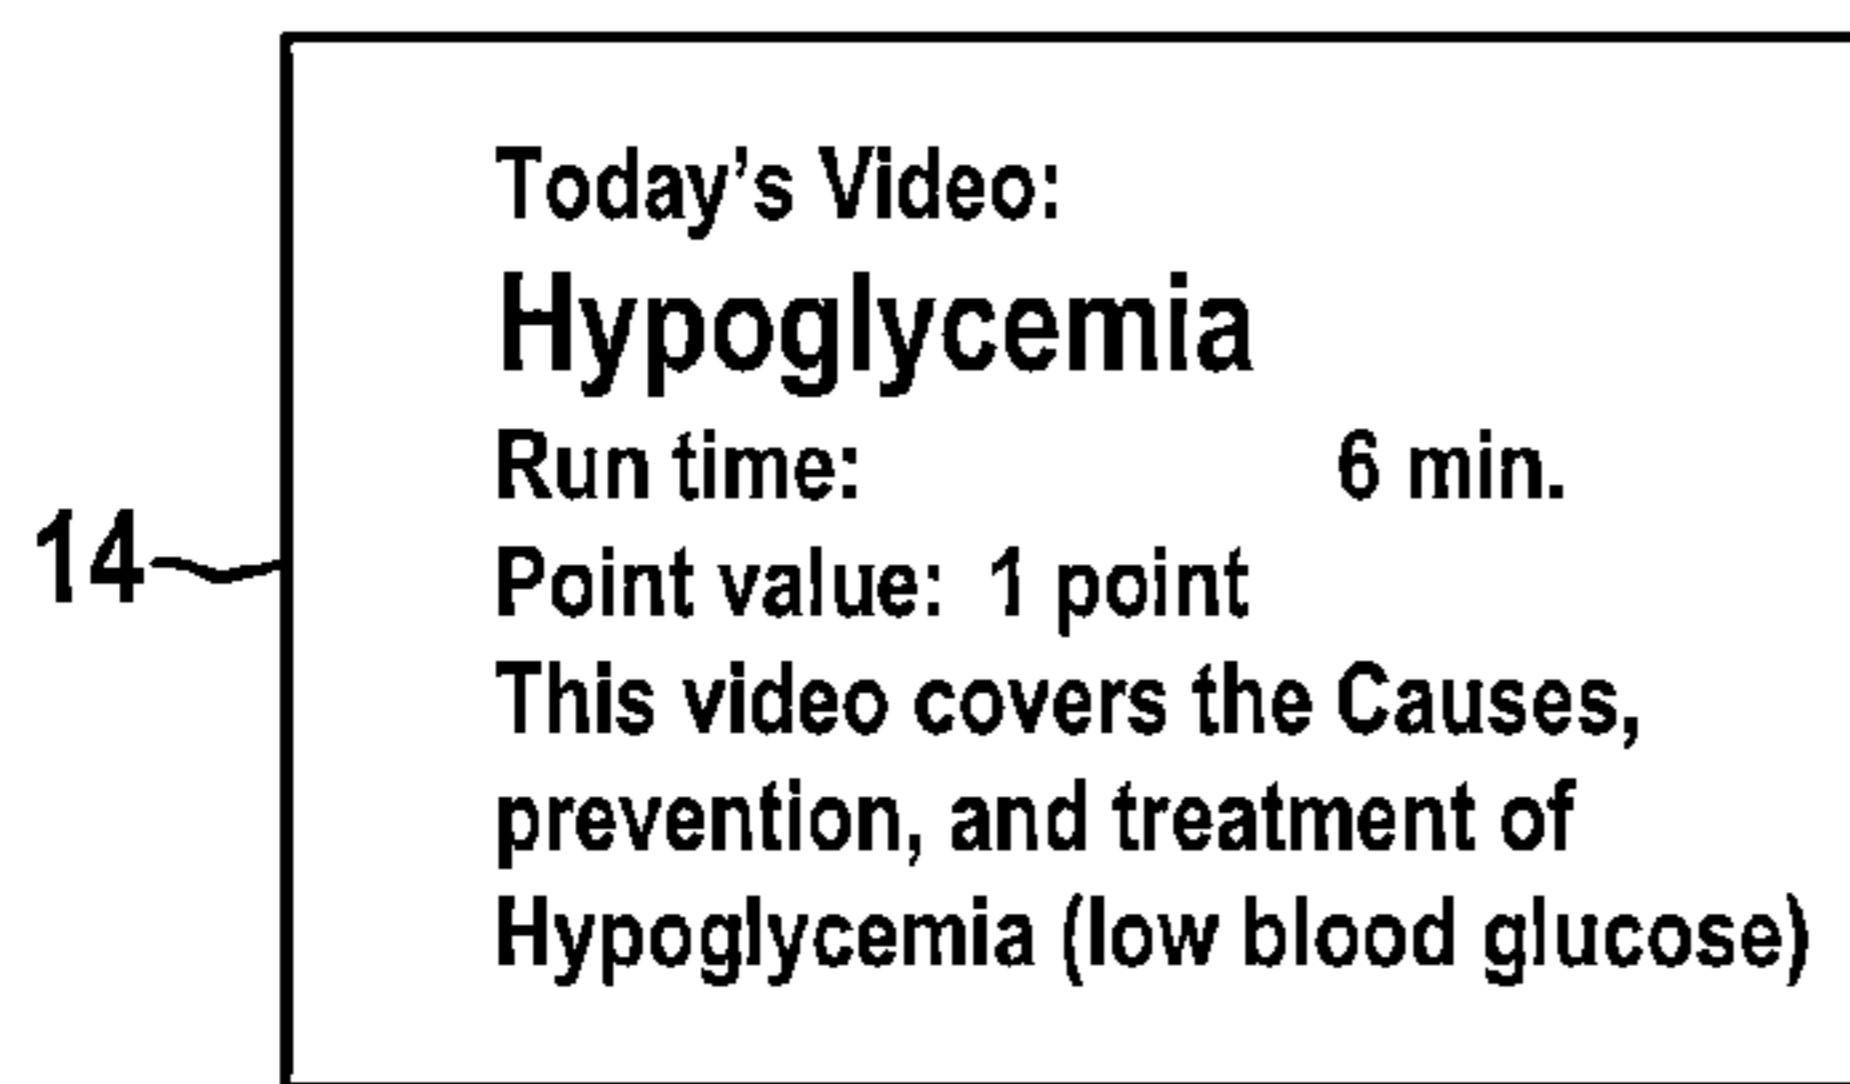 Today's Video:
Hypoglycemia
Run time: 6 min.
14
Point value: 1 point
This video covers the Causes,
prevention, and treatment of
Hypoglycemia (low blood glucose)